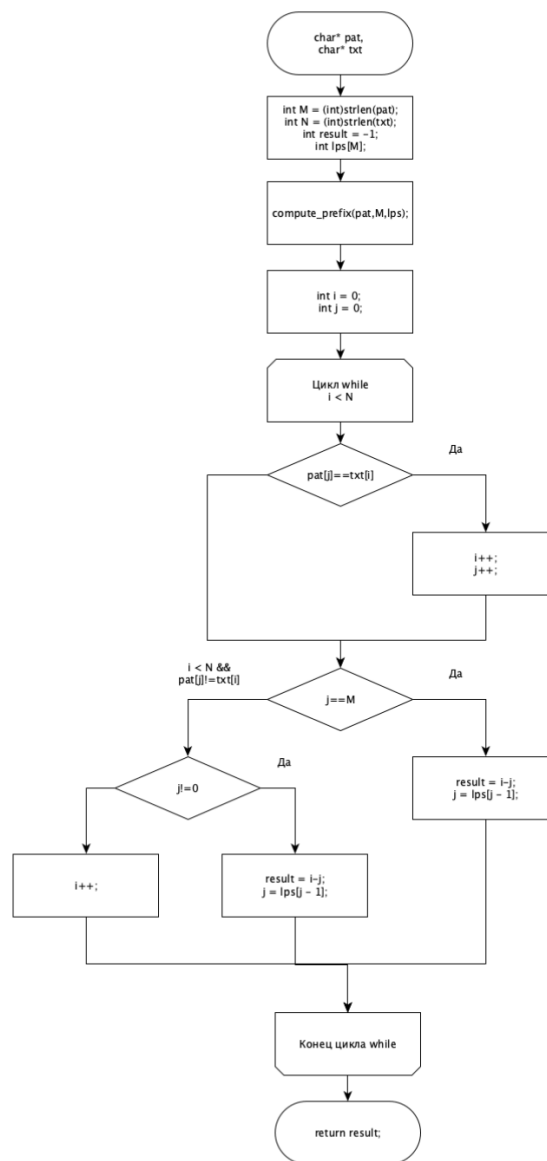 char* pat,
char* txt
int M = (int)strlen(pat);
int N = (int)strlen(txt);
int result = -1;
int lps[M];
compute_prefix(pat,M,lps);
int i = 0;
int j = 0;
Цикл while
i < N
Да
pat[j]==txt[i]
i++;
j++;
i < N &&
pat[j]!=txt[i]
Да
j==M
Да
j!=0
result = i-j;
j = lps[j - 1];
i++;
result = i-j;
j = lps[j - 1];
Конец цикла while
return result;